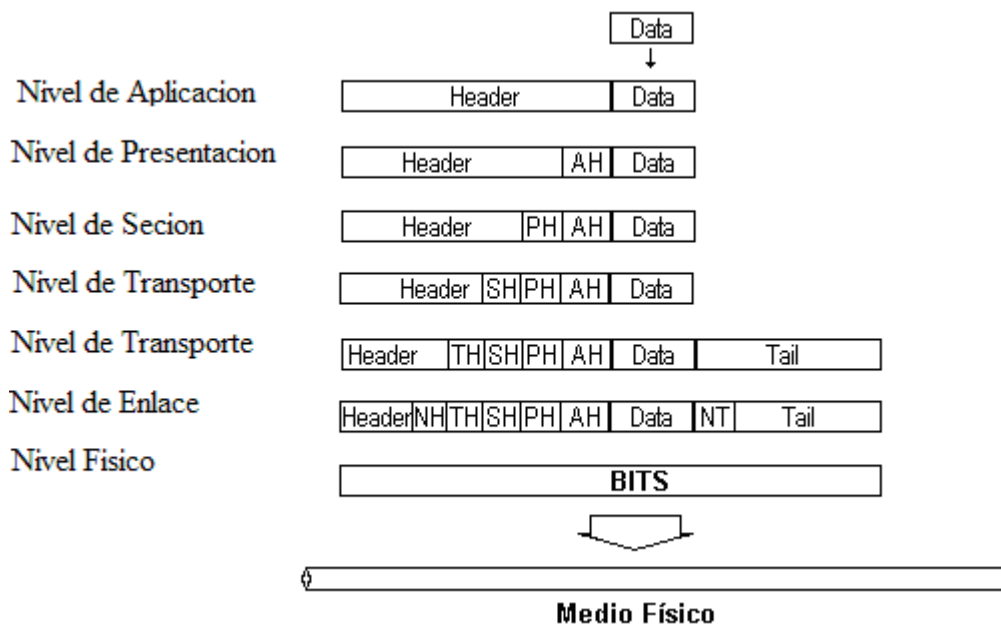 Data
Nivel de Aplicacion Header Data
Nivel de Presentacion Header AH Data
Nivel de Secion Header PH AH Data
Nivel de Transporte Header SH PH AH Data
Nivel de Transporte Header TH SH PH AH Data Tail
Nivel de Enlace Header NH TH SH PH AH Data NT Tail
Nivel Fisico BITS
Medio Físico